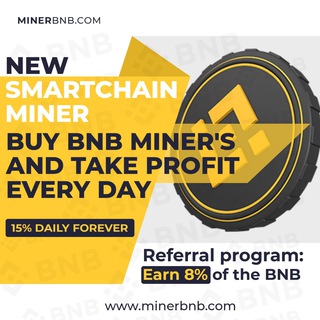 MINERBNB.COM
NEW
SMARTCHAIN
MINER
BUY BNB MINER'S
AND TAKE PROFIT
EVERY DAY
15% DAILY FOREVER
Referral program:
Earn 8% of the BNB
www.minerbnb.com